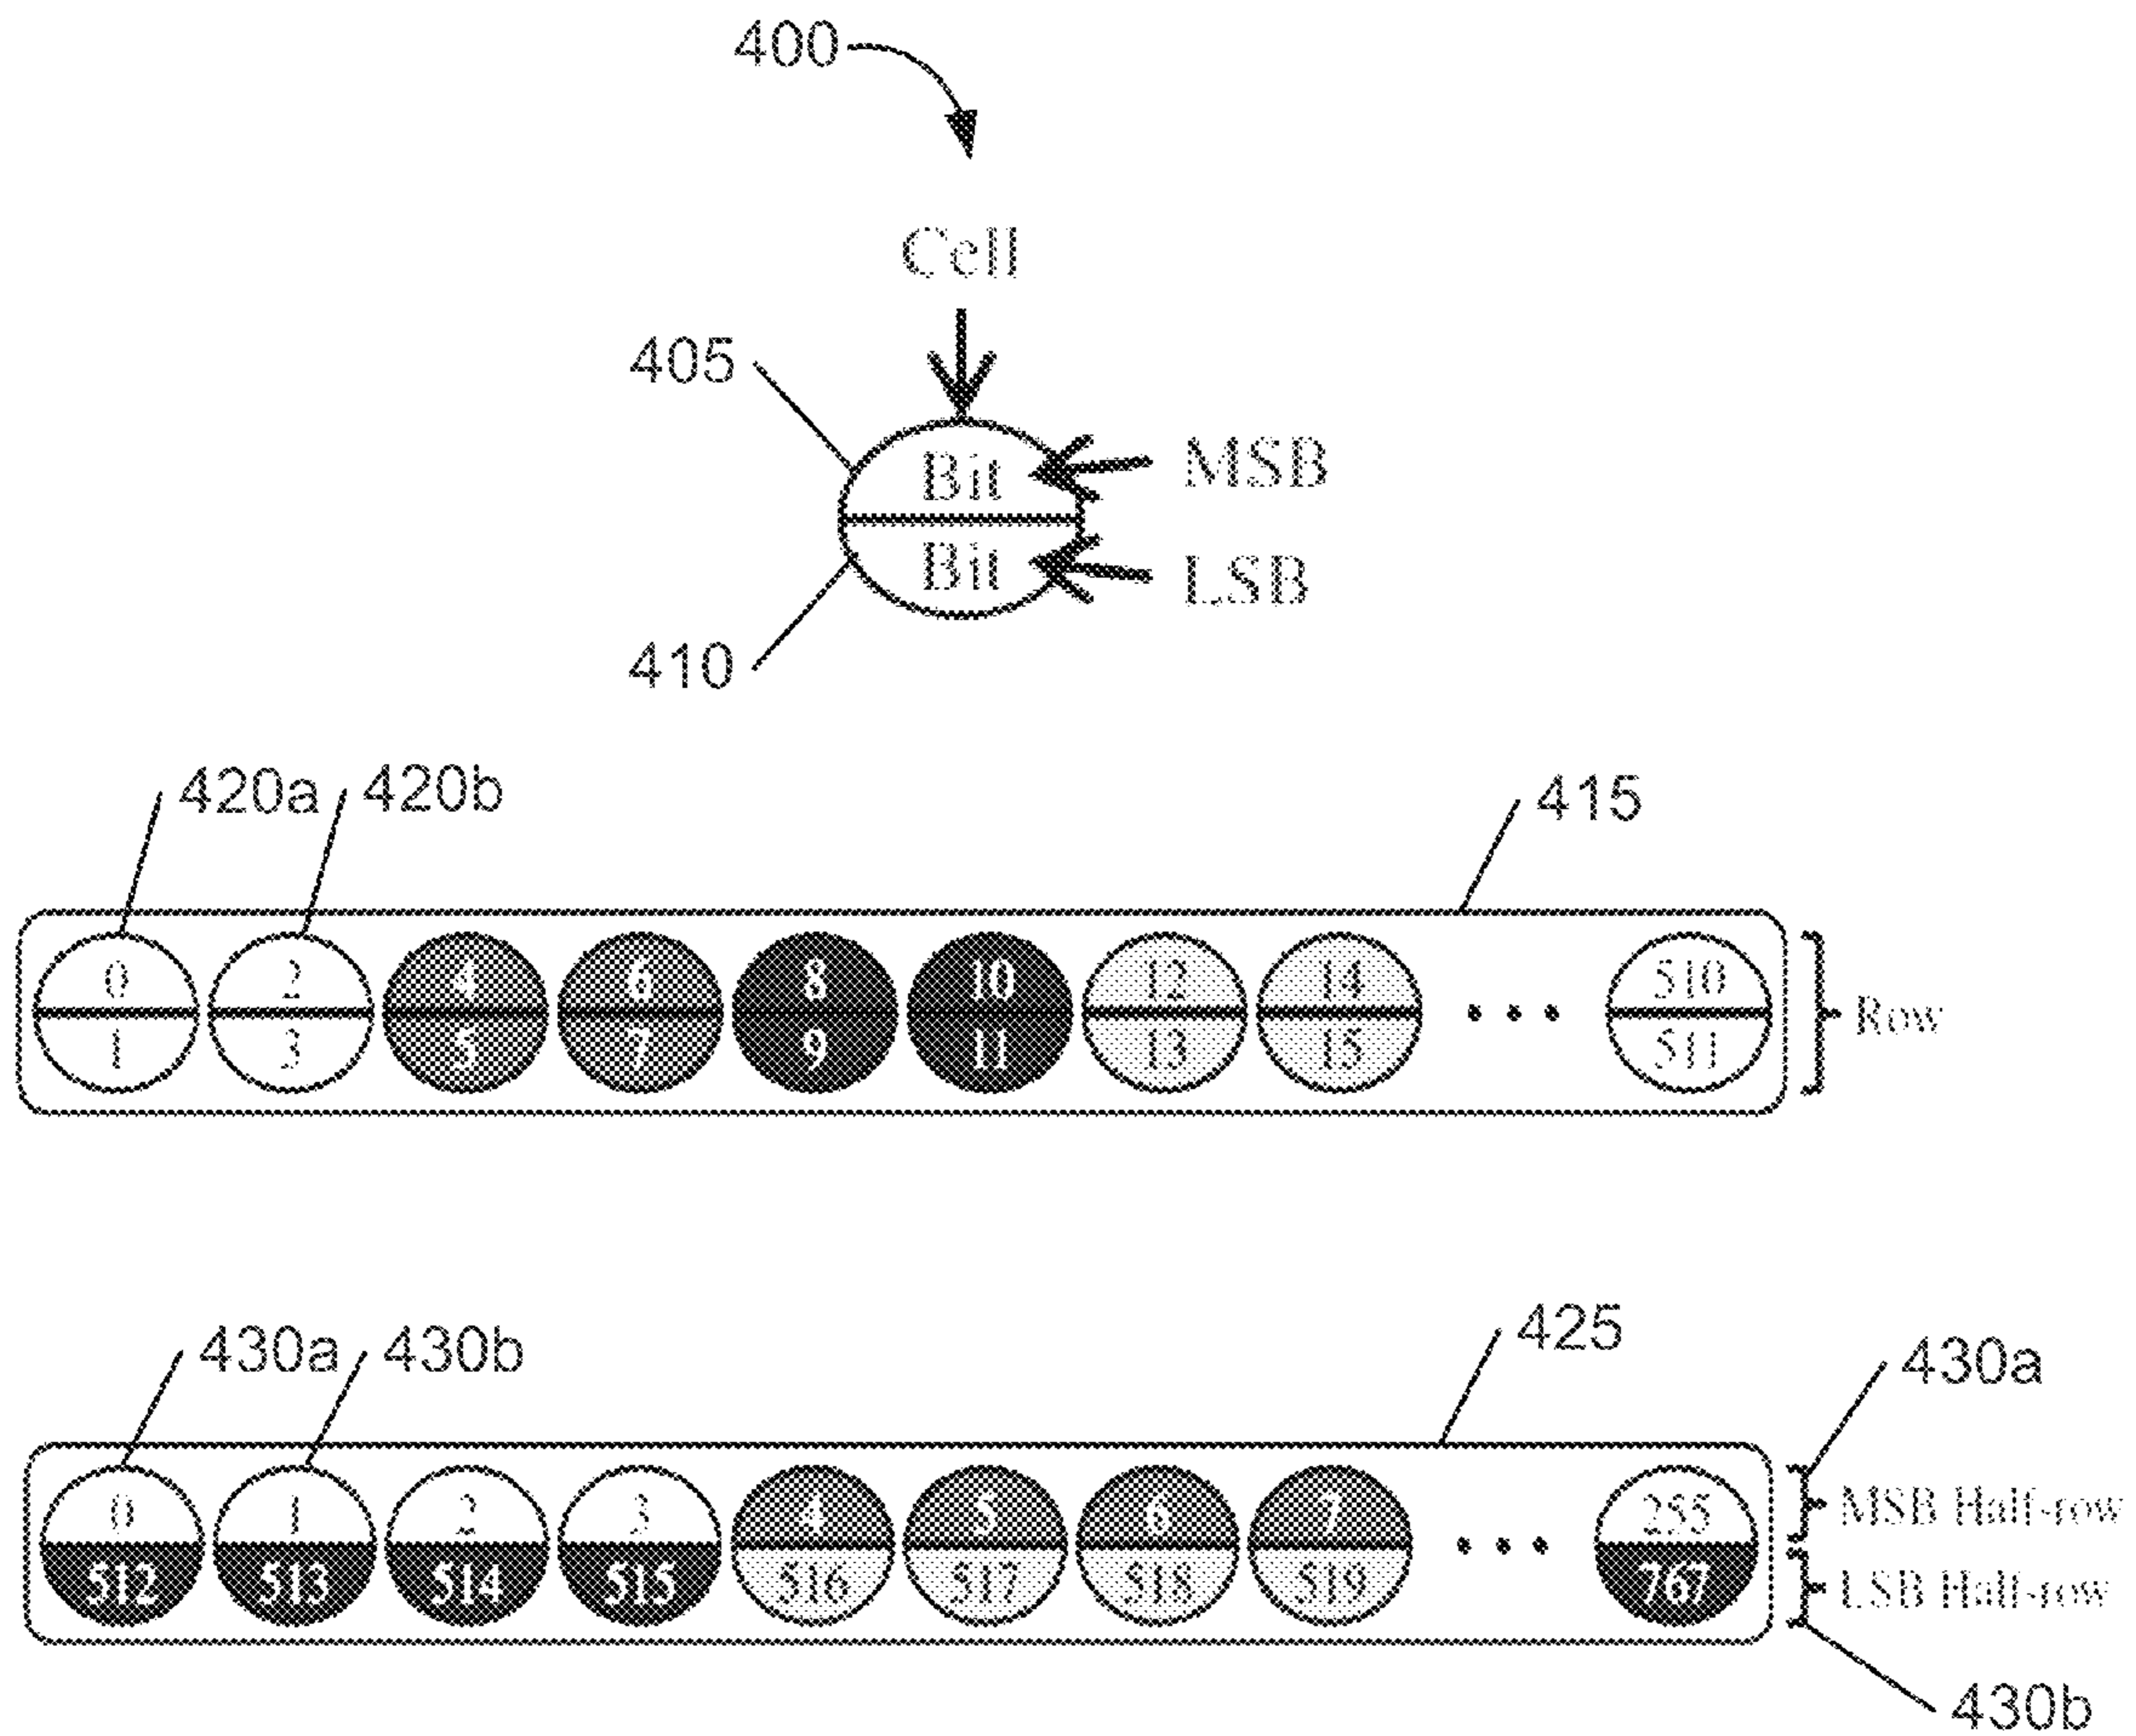 400
Cell
405
Bit MSB
Bit LSB
410
420a 420b 415
0 2 4 6 8 10 12 14 ... 510
Row
1 3 5 7 9 11 13 15 511
430a 430b 425 430a
0 1 2 3 4 5 6 7 ... 255 MSB Half-row
512 513 514 515 516 517 518 519 767 LSB Half-row
430b